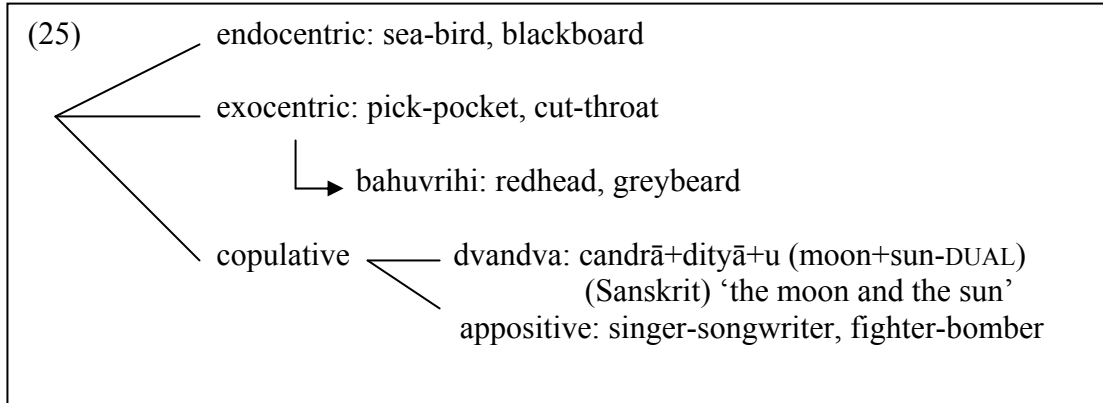 (25) endocentric: sea-bird, blackboard
exocentric: pick-pocket, cut-throat
bahuvrihi: redhead, greybeard
copulative dvandva: candrā+dityā+u (moon+sun-DUAL)
(Sanskrit) ‘the moon and the sun’
appositive: singer-songwriter, fighter-bomber